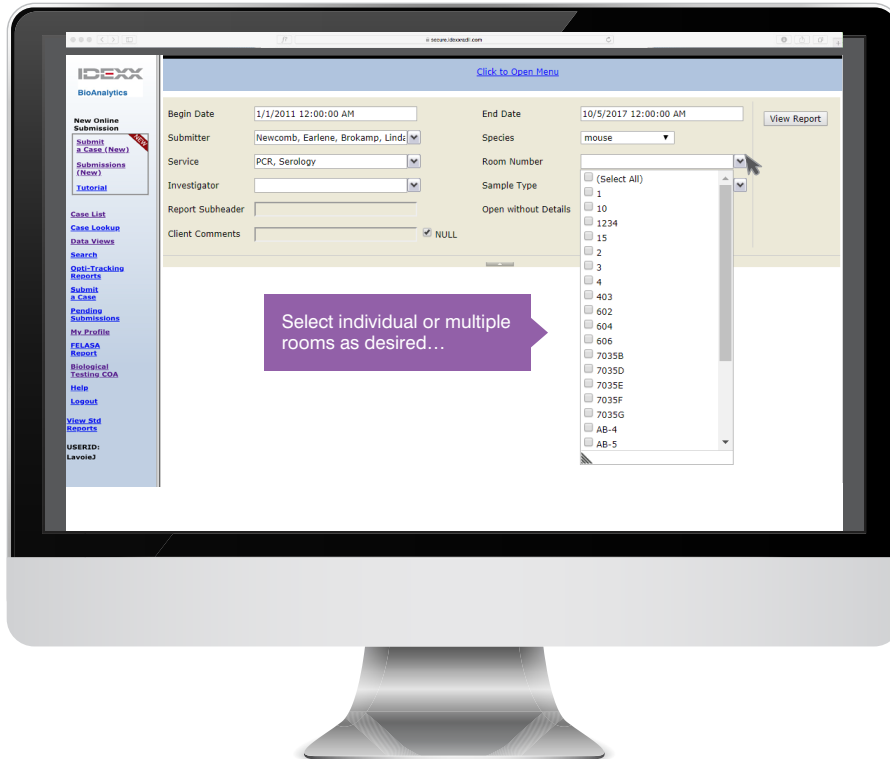 secure.idexxradil.com
IDEXX
BioAnalytics
New Online
Submission
NEW
Submit
a Case (New)
Submissions
(New)
Tutorial
Case List
Case Lookup
Data Views
Search
Opti-Tracking
Reports
Submit
a Case
Pending
Submissions
My Profile
FELASA
Report
Biological
Testing COA
Help
Logout
View Std
Reports
USERID:
LavoieJ
Click to Open Menu
Begin Date 1/1/2011 12:00:00 AM End Date 10/5/2017 12:00:00 AM View Report
Submitter Newcomb, Earlene, Brokamp, Linda Species mouse
Service PCR, Serology Room Number
Investigator Sample Type
Report Subheader Open without Details
Client Comments NULL
(Select All)
1
10
1234
15
2
3
4
403
602
604
606
7035B
7035D
7035E
7035F
7035G
AB-4
AB-5
Select individual or multiple
rooms as desired…